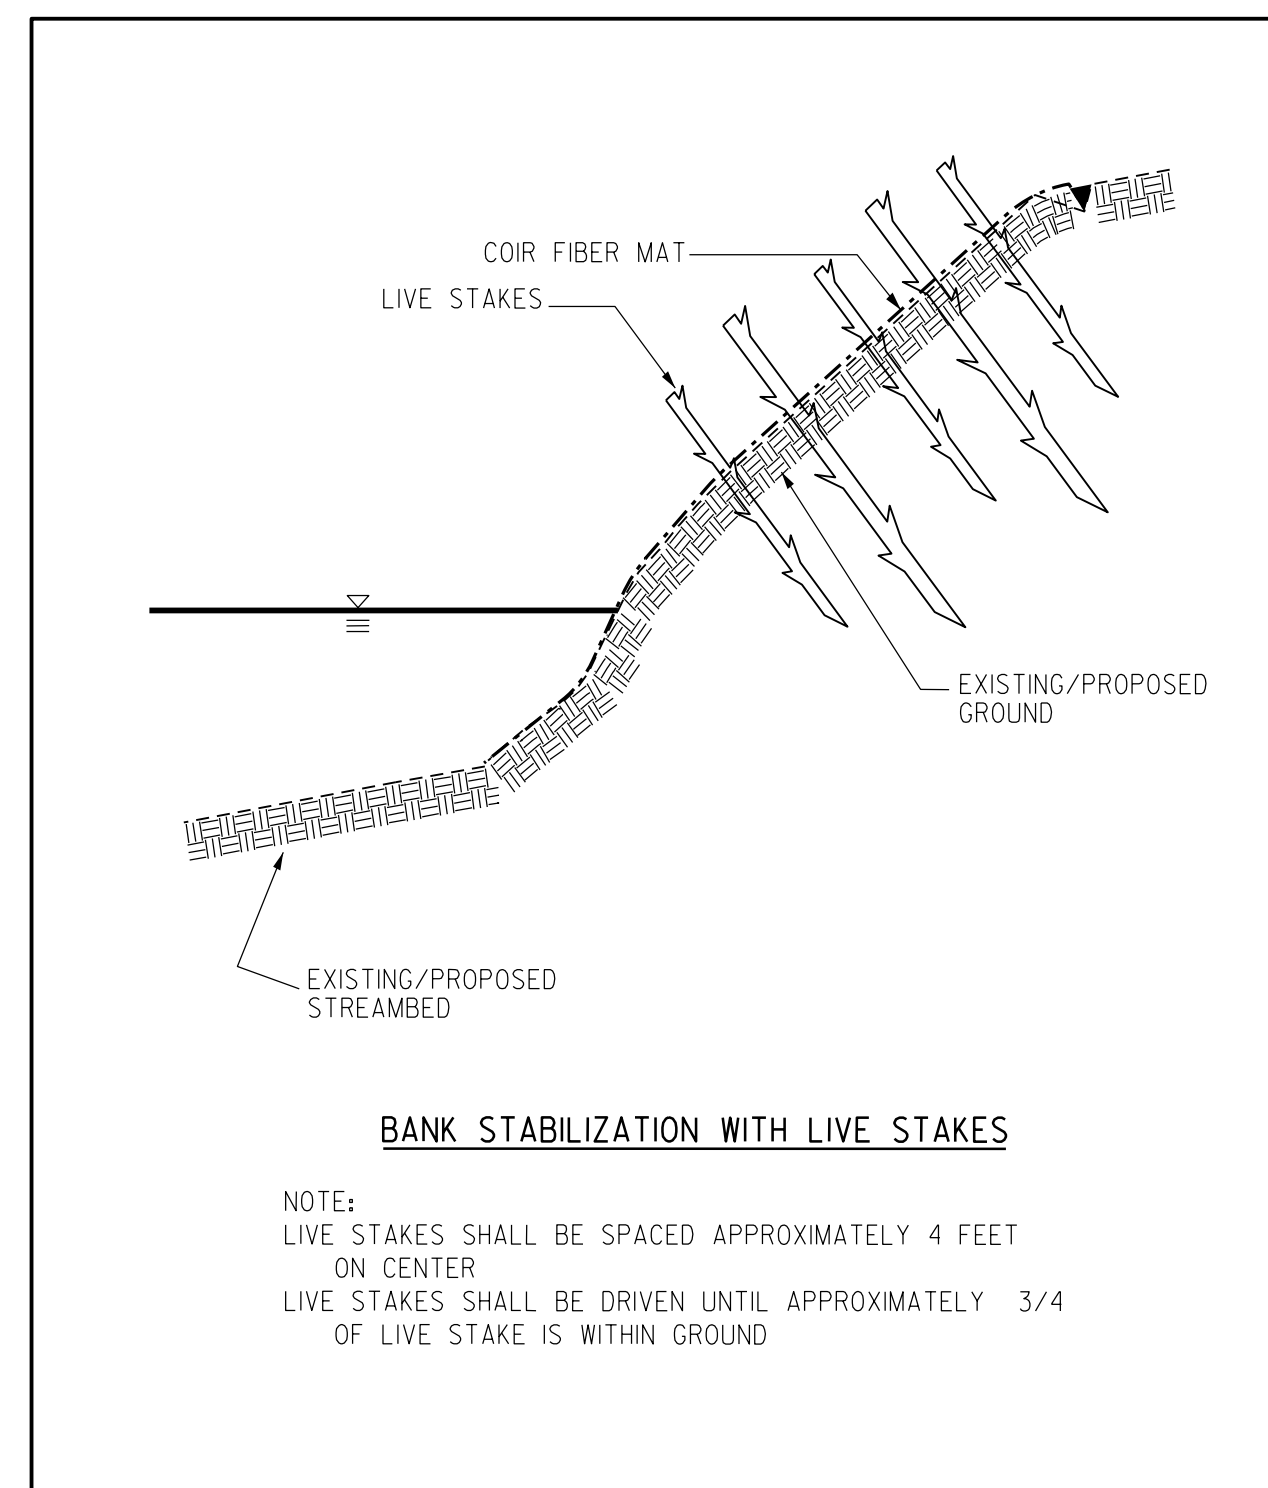 COIR FIBER MAT
LIVE STAKES
EXISTING/PROPOSED
GROUND
EXISTING/PROPOSED
STREAMBED
BANK STABILIZATION WITH LIVE STAKES
NOTE:
LIVE STAKES SHALL BE SPACED APPROXIMATELY 4 FEET
ON CENTER
LIVE STAKES SHALL BE DRIVEN UNTIL APPROXIMATELY 3/4
OF LIVE STAKE IS WITHIN GROUND